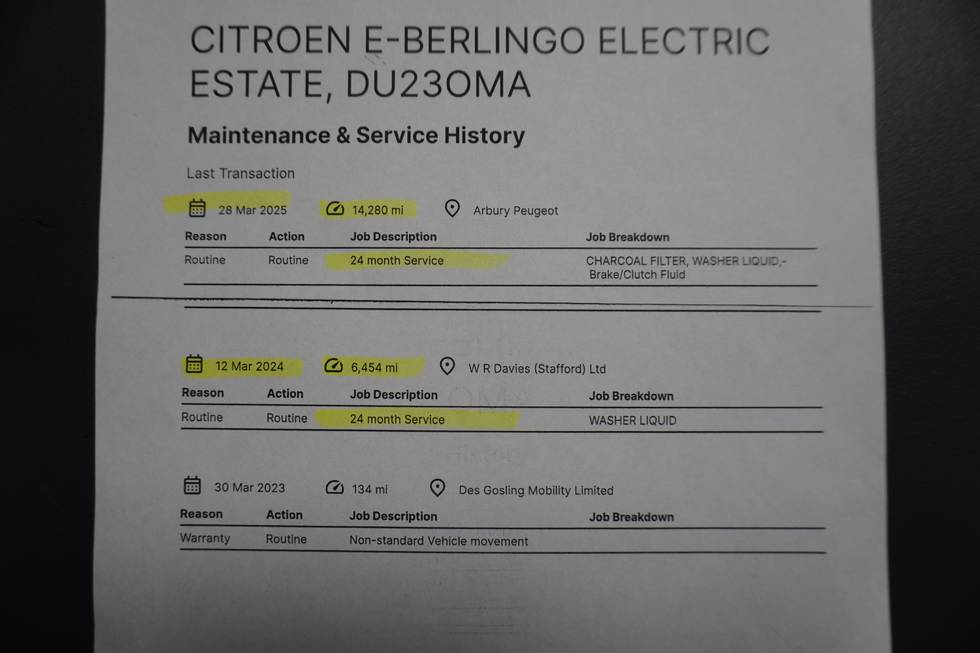 CITROEN E-BERLINGO ELECTRIC
ESTATE, DU23OMA
Maintenance & Service History
Last Transaction
28 Mar 2025 14,280 mi Arbury Peugeot
Reason Action Job Description Job Breakdown
Routine Routine 24 month Service CHARCOAL FILTER, WASHER LIQUID,-
Brake/Clutch Fluid
12 Mar 2024 6,454 mi W R Davies (Stafford) Ltd
Reason Action Job Description Job Breakdown
Routine Routine 24 month Service WASHER LIQUID
30 Mar 2023 134 mi Des Gosling Mobility Limited
Reason Action Job Description Job Breakdown
Warranty Routine Non-standard Vehicle movement